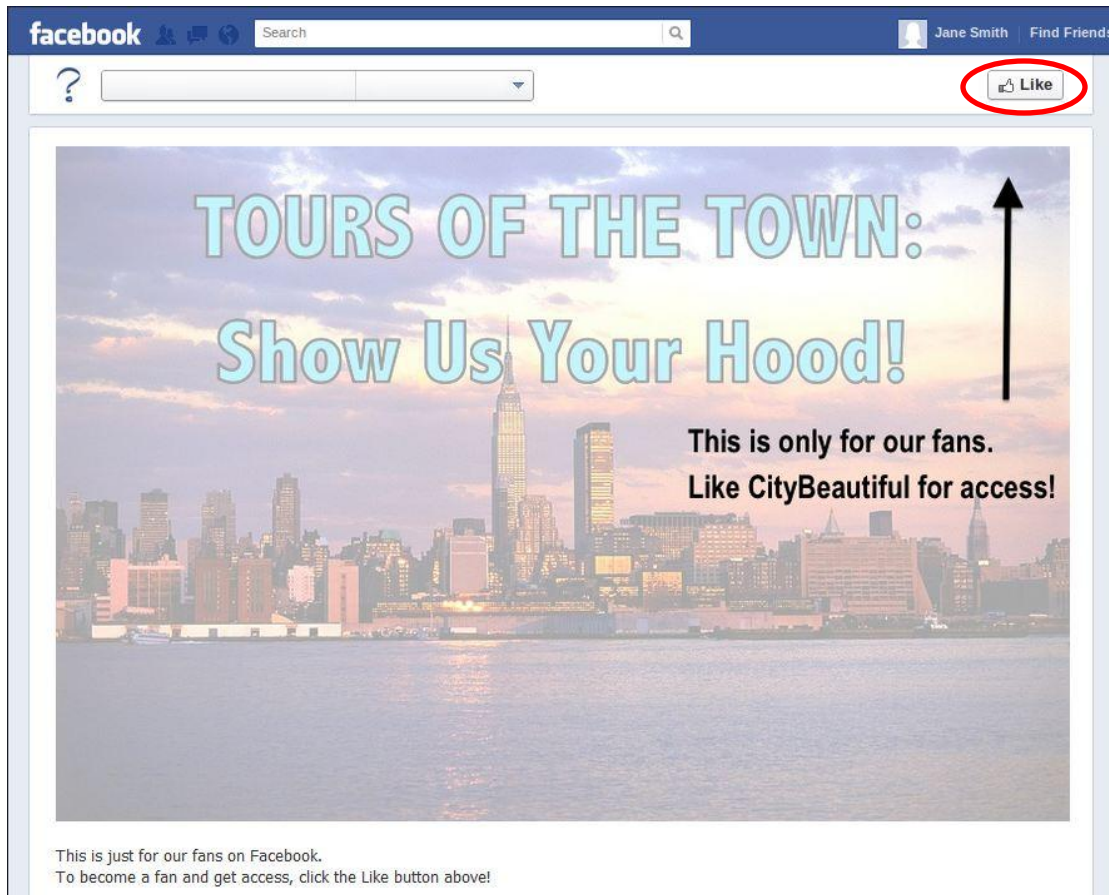 facebook Search Jane Smith Find Friends
? Like
TOURS OF THE TOWN:
Show Us Your Hood!
This is only for our fans.
Like CityBeautiful for access!
This is just for our fans on Facebook.
To become a fan and get access, click the Like button above!